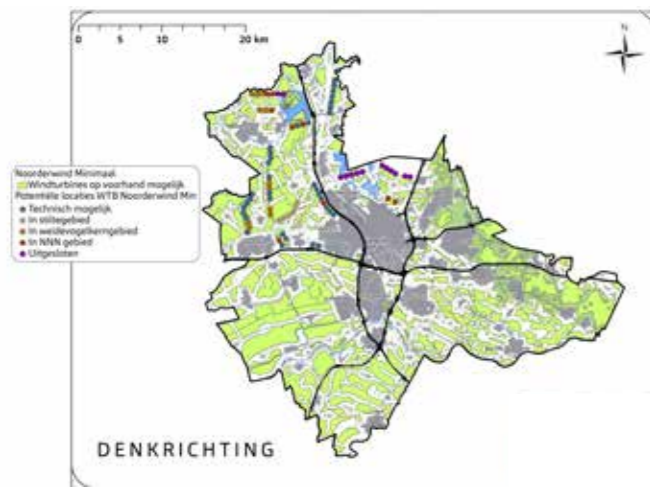 0 5 10 20 km
N
Noorderwind Minimaal
Windturbines op voorhand mogelijk
Potentiële locaties WTB Noorderwind Min
Technisch mogelijk
In stiltegebied
In weidevogelkerngebied
In NNN gebied
Uitgesloten
DENKRICHTING